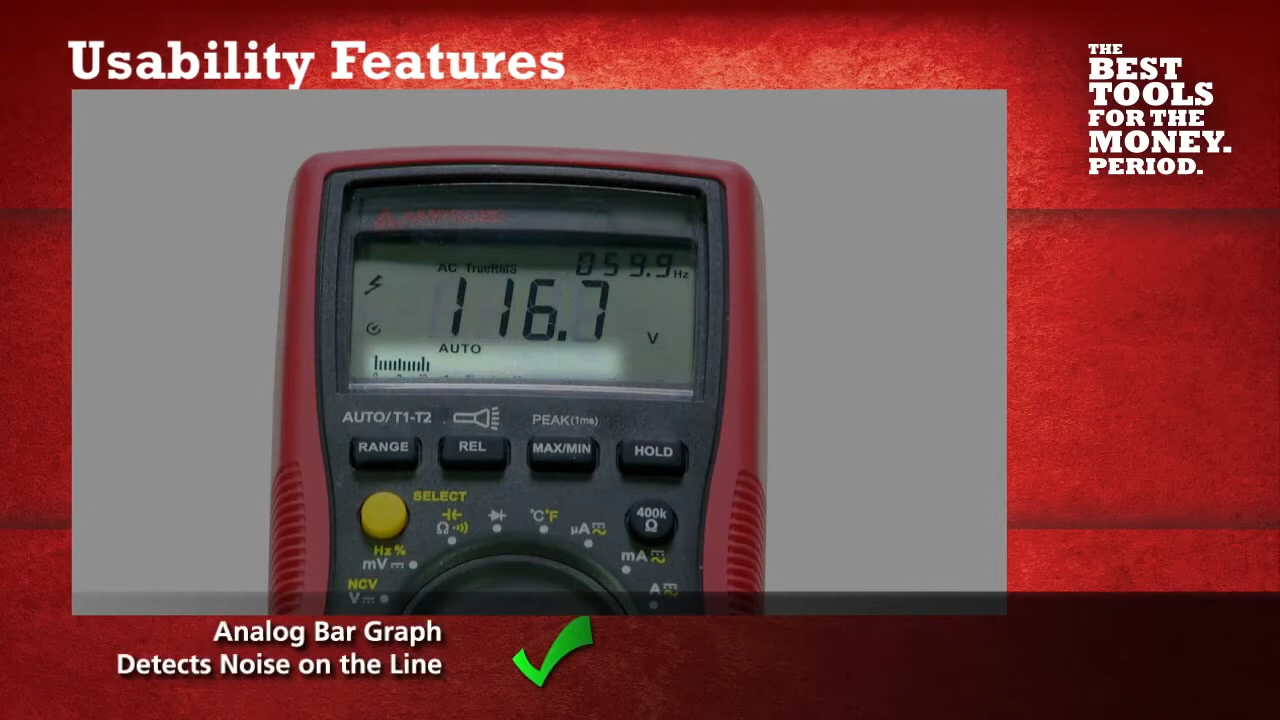 Usability Features
THE
BEST
TOOLS
FOR THE
MONEY.
PERIOD.
AC TrueRMS
059.9 Hz
116.7
V
AUTO
AUTO/T1-T2
PEAK(1ms)
RANGE
REL
MAX/MIN
HOLD
SELECT
Ω
°C°F
µA
400k
Ω
Hz %
mV
mA
NCV
V
A
Analog Bar Graph
Detects Noise on the Line